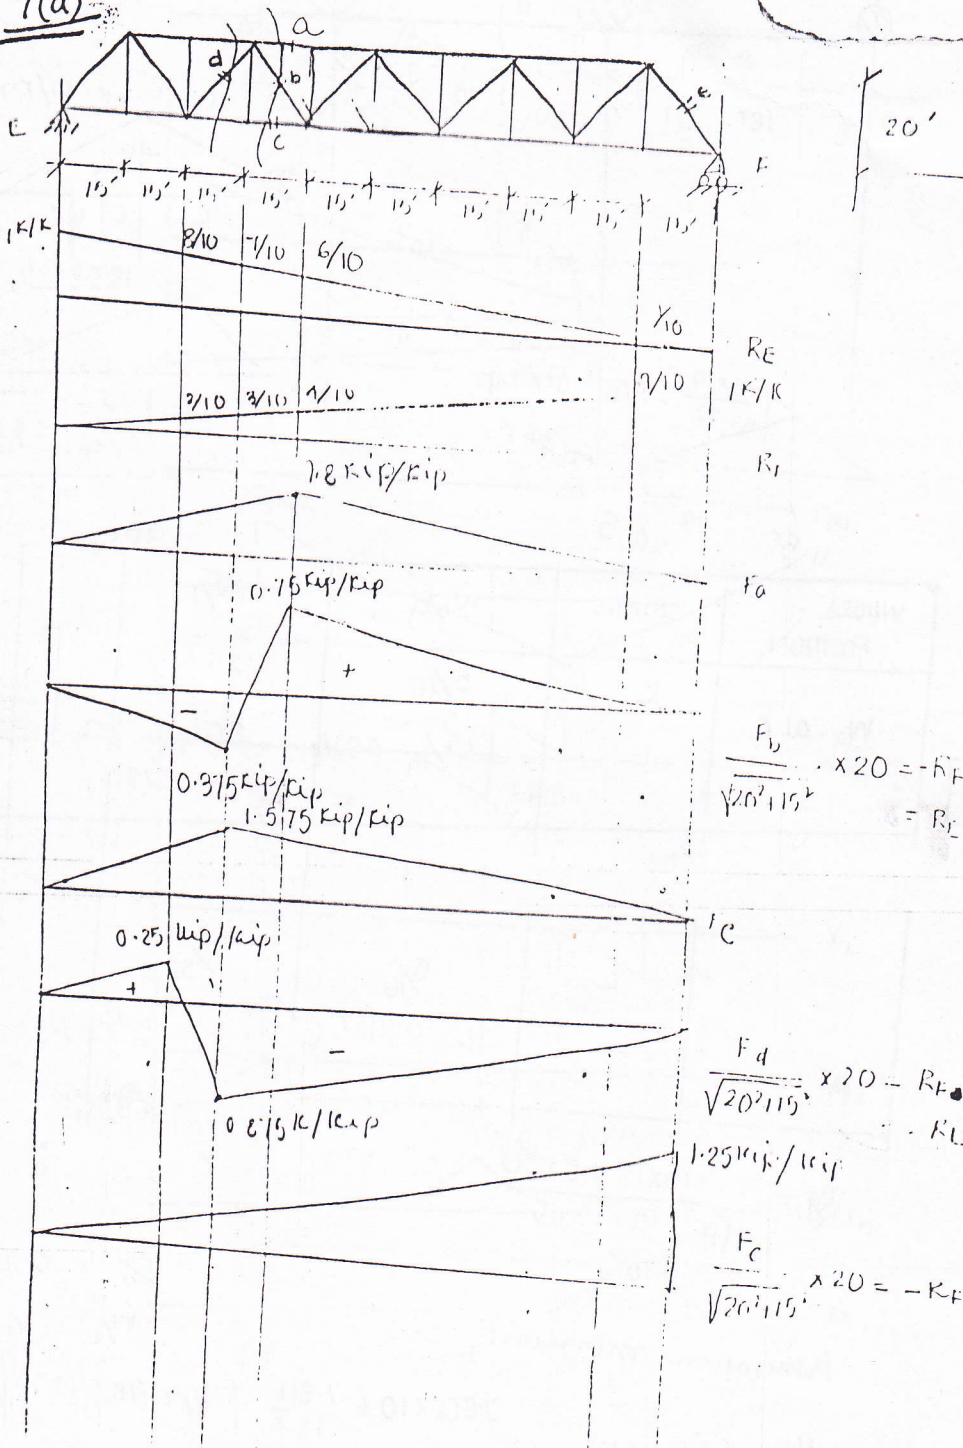 1(a)
a
d
b
c
e
E
F
20'
15' 15' 15' 15' 15' 15' 15' 15' 15' 15'
1K/K
8/10 7/10 6/10
1/10
RE
2/10 3/10 4/10
9/10 1K/K
1.8 Kip/Kip
Fa
0.75 Kip/Kip
+
-
0.375 Kip/Kip
Fb/√20²+15² × 20 = -RF
= RE
1.575 Kip/Kip
FC
0.25 Kip/Kip
+
-
0.875 K/Kip
Fd/√20²+15² × 20 = RF
1.25 Kip/Kip
/√20²+15² × 20 = -RF